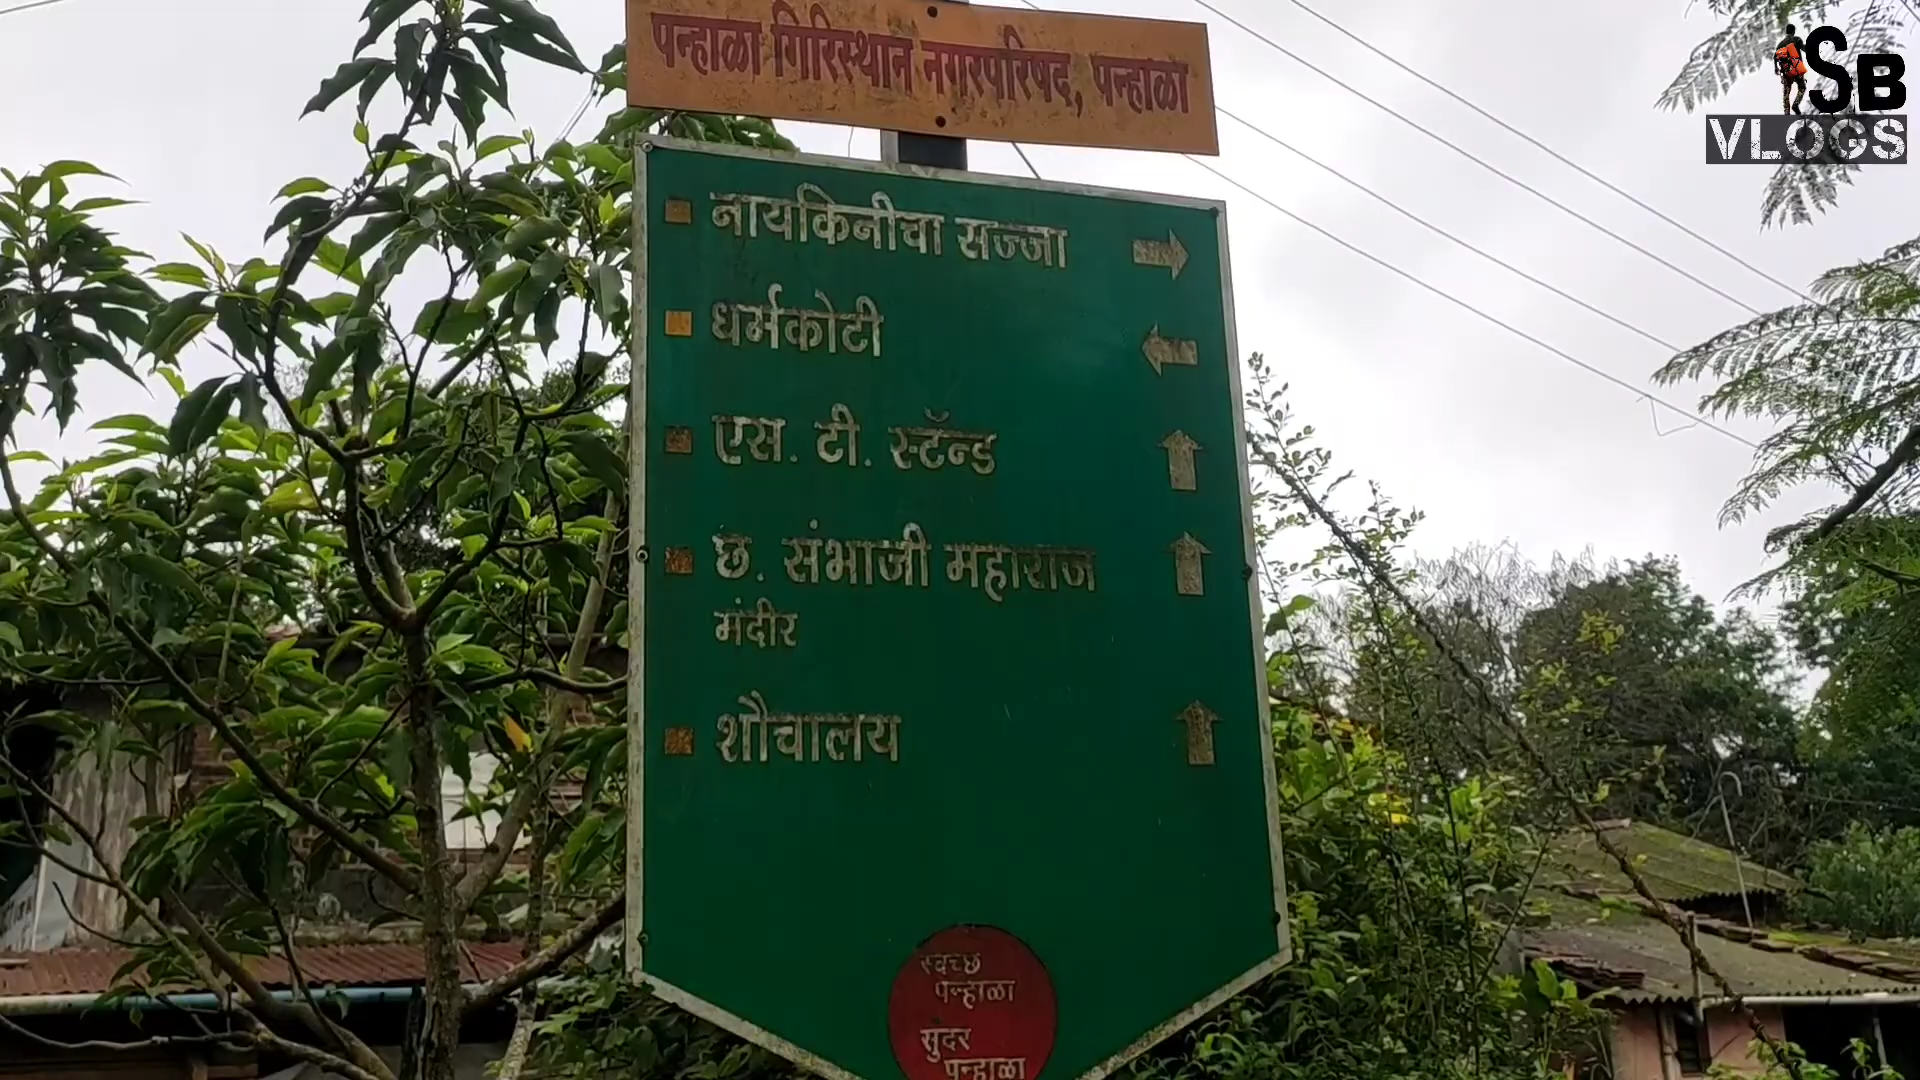 पन्हाळा गिरिस्थान नगरपरिषद, पन्हाळा
SB
VLOGS
नायकिनीचा सज्जा
धर्मकोटी
एस. टी. स्टॅन्ड
छ. संभाजी महाराज
मंदीर
शौचालय
स्वच्छ
पन्हाळा
सुंदर
पन्हाळा